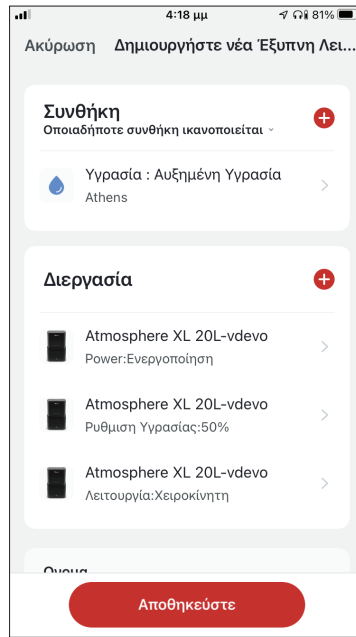 4:18 μμ
81%
Ακύρωση Δημιουργήστε νέα Έξυπνη Λει...
Συνθήκη
Οποιαδήποτε συνθήκη ικανοποιείται
Υγρασία : Αυξημένη Υγρασία
Athens
Διεργασία
Atmosphere XL 20L-vdevo
Power:Ενεργοποίηση
Atmosphere XL 20L-vdevo
Ρυθμιση Υγρασίας:50%
Atmosphere XL 20L-vdevo
Λειτουργία:Χειροκίνητη
Ονομα
Αποθηκεύστε